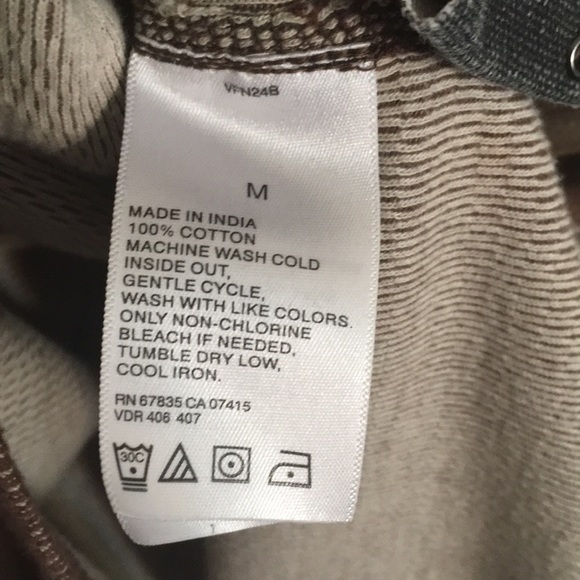 M
MADE IN INDIA
100% COTTON
MACHINE WASH COLD
INSIDE OUT,
GENTLE CYCLE,
WASH WITH LIKE COLORS.
ONLY NON-CHLORINE
BLEACH IF NEEDED,
TUMBLE DRY LOW,
COOL IRON.
RN 67835 CA 07415
VDR 406 407
30C
1